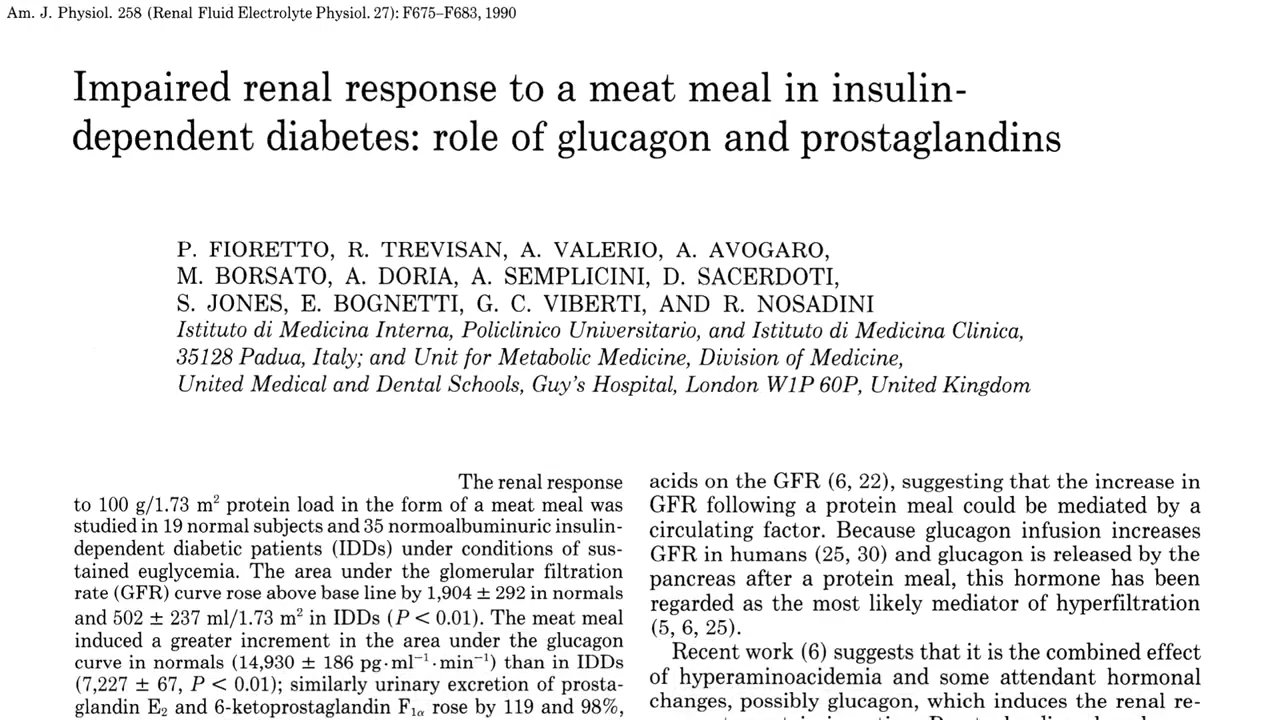 Am. J. Physiol. 258 (Renal Fluid Electrolyte Physiol. 27): F675–F683, 1990
Impaired renal response to a meat meal in insulin-
dependent diabetes: role of glucagon and prostaglandins
P. FIORETTO, R. TREVISAN, A. VALERIO, A. AVOGARO,
M. BORSATO, A. DORIA, A. SEMPLICINI, D. SACERDOTI,
S. JONES, E. BOGNETTI, G. C. VIBERTI, AND R. NOSADINI
Istituto di Medicina Interna, Policlinico Universitario, and Istituto di Medicina Clinica,
35128 Padua, Italy; and Unit for Metabolic Medicine, Division of Medicine,
United Medical and Dental Schools, Guy's Hospital, London W1P 60P, United Kingdom
The renal response
to 100 g/1.73 m² protein load in the form of a meat meal was
studied in 19 normal subjects and 35 normoalbuminuric insulin-
dependent diabetic patients (IDDs) under conditions of sus-
tained euglycemia. The area under the glomerular filtration
rate (GFR) curve rose above base line by 1,904 ± 292 in normals
and 502 ± 237 ml/1.73 m² in IDDs (P < 0.01). The meat meal
induced a greater increment in the area under the glucagon
curve in normals (14,930 ± 186 pg·ml⁻¹·min⁻¹) than in IDDs
(7,227 ± 67, P < 0.01); similarly urinary excretion of prosta-
glandin E₂ and 6-ketoprostaglandin F₁α rose by 119 and 98%,
acids on the GFR (6, 22), suggesting that the increase in
GFR following a protein meal could be mediated by a
circulating factor. Because glucagon infusion increases
GFR in humans (25, 30) and glucagon is released by the
pancreas after a protein meal, this hormone has been
regarded as the most likely mediator of hyperfiltration
(5, 6, 25).
Recent work (6) suggests that it is the combined effect
of hyperaminoacidemia and some attendant hormonal
changes, possibly glucagon, which induces the renal re-